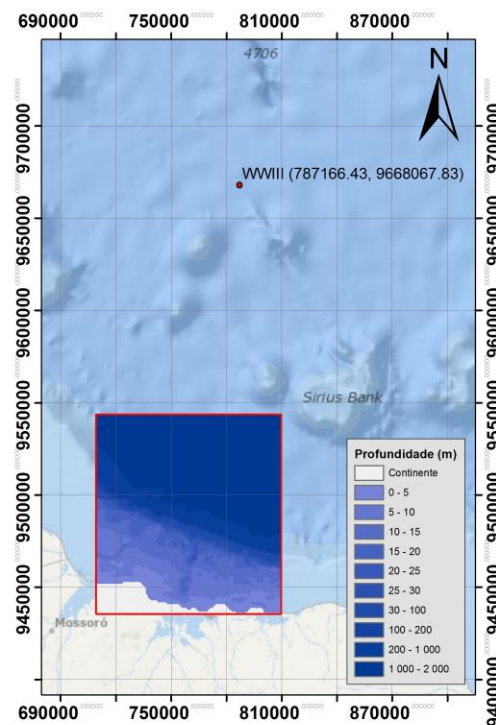 690000 750000 810000 870000
4706
N
WWIII (787166.43, 9668067.83)
9700000 9700000
9650000 9650000
9600000 9600000
Sirius Bank
9550000 9550000
Profundidade (m)
Continente
0 - 5
5 - 10
10 - 15
15 - 20
20 - 25
25 - 30
30 - 100
100 - 200
200 - 1 000
1 000 - 2 000
9500000 9500000
9450000 9450000
Mossoró
690000 750000 810000 870000